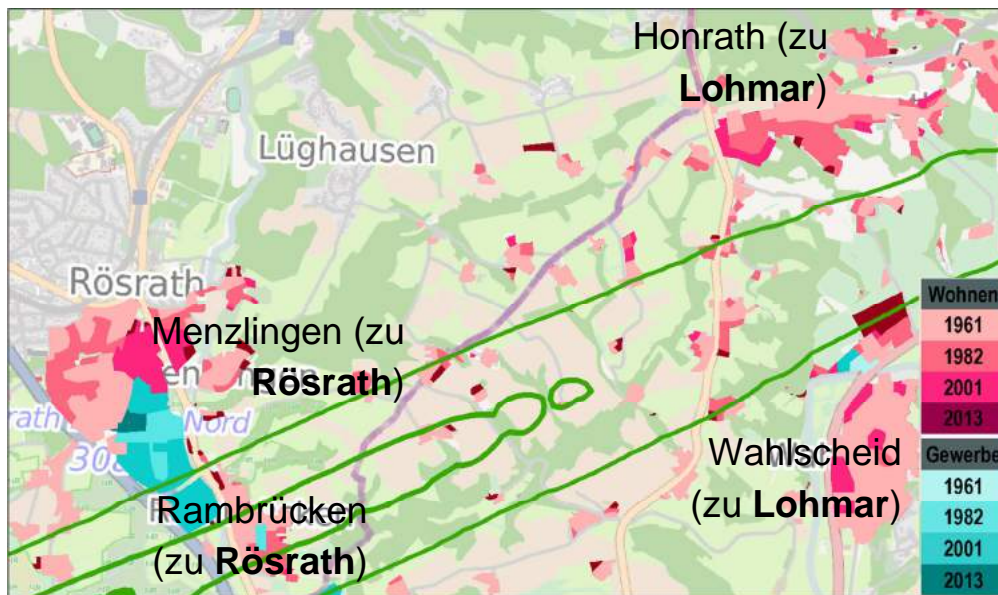 Honrath (zu
Lohmar)
Lüghausen
Rösrath
Menzlingen (zu
Rösrath)
Nord
Rambrücken
(zu Rösrath)
Wahlscheid
(zu Lohmar)
Wohnen
1961
1982
2001
2013
Gewerbe
1961
1982
2001
2013